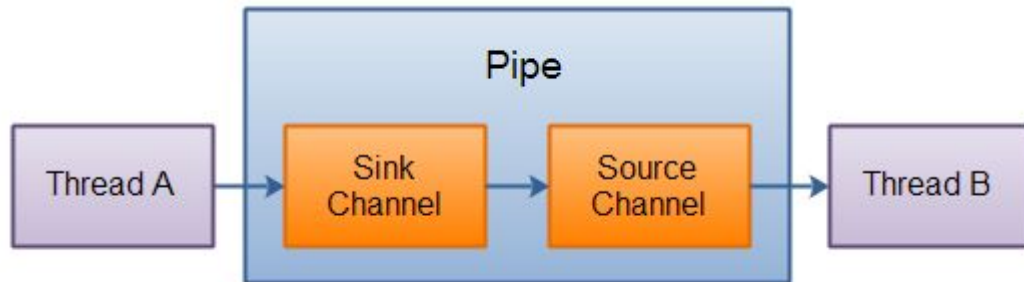 Pipe
Thread A
Sink
Channel
Source
Channel
Thread B